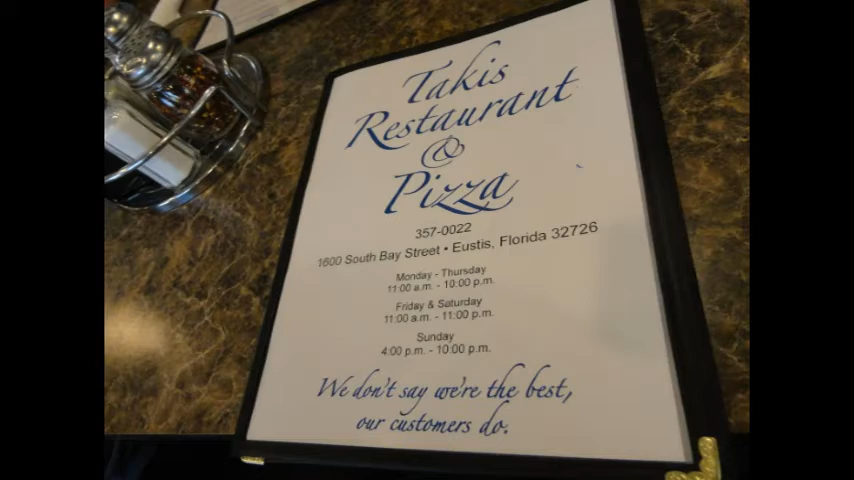 Takis
Restaurant
@
Pizza
357-0022
1600 South Bay Street • Eustis, Florida 32726
Monday - Thursday
11:00 a.m. - 10:00 p.m.
Friday & Saturday
11:00 a.m. - 11:00 p.m.
Sunday
4:00 p.m. - 10:00 p.m.
We don't say we're the best,
our customers do.